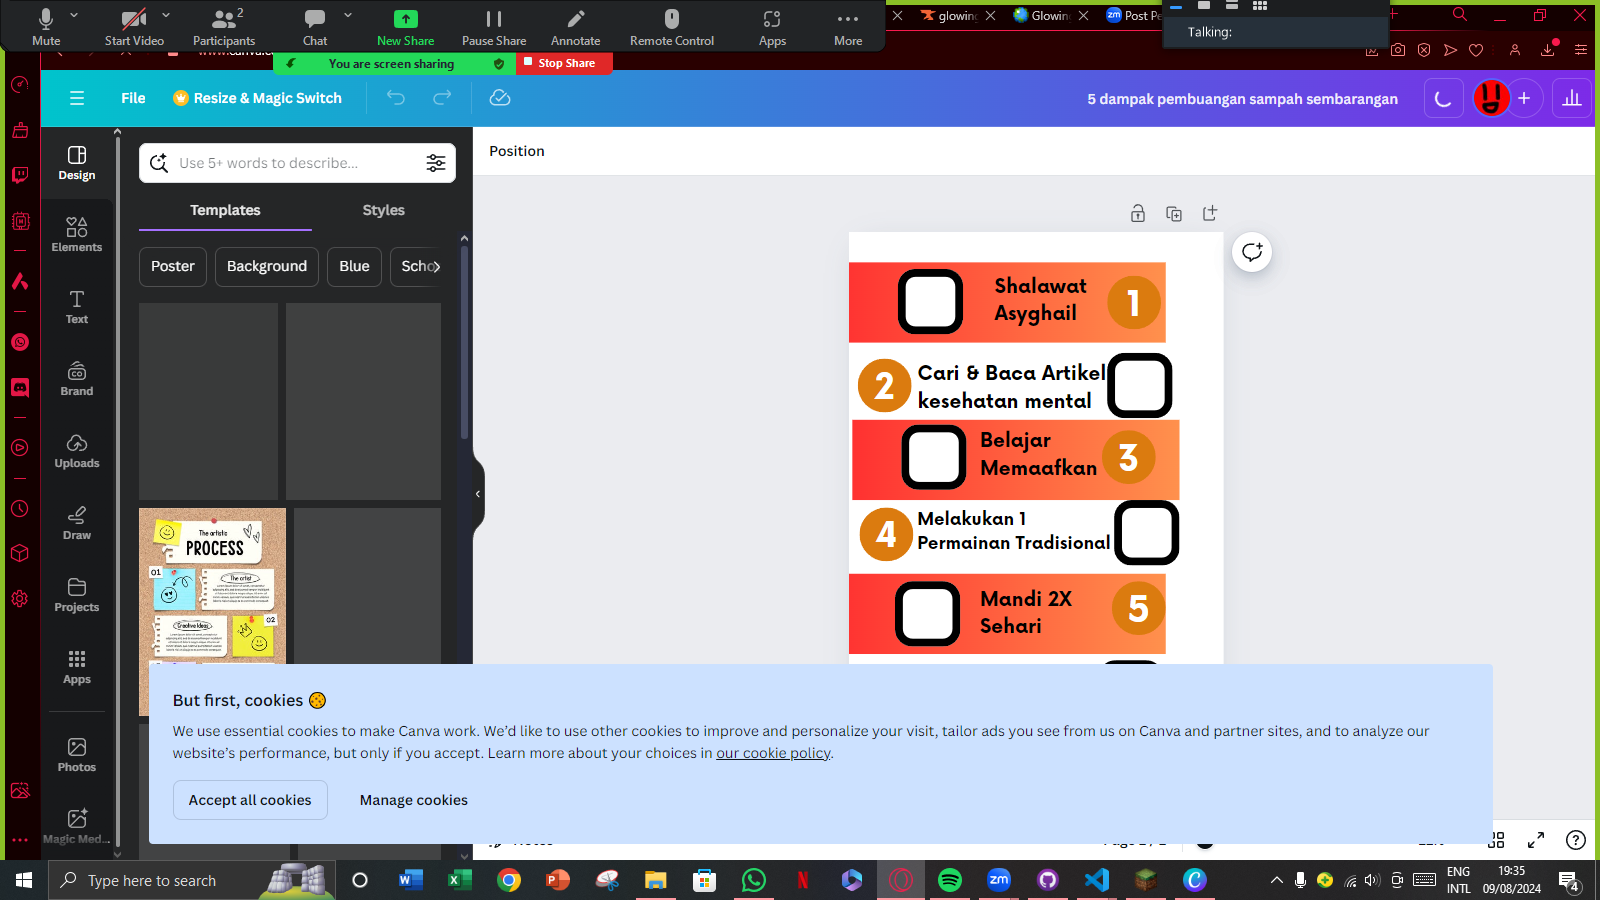 Mute
Start Video
Participants
2
Chat
New Share
Pause Share
Annotate
Remote Control
Apps
More
glowing
Glowin
Post Pe
Talking:
You are screen sharing
Stop Share
File
Resize & Magic Switch
5 dampak pembuangan sampah sembarangan
Design
Elements
Text
Brand
Uploads
Draw
Projects
Apps
Photos
Magic Med...
Use 5+ words to describe...
Templates
Styles
Poster
Background
Blue
Scho
The artistic
PROCESS
01
The artist
Creative Ideas
02
Position
Shalawat
Asyghail
1
2
Cari & Baca Artikel
kesehatan mental
Belajar
Memaafkan
3
4
Melakukan 1
Permainan Tradisional
Mandi 2X
Sehari
5
But first, cookies
We use essential cookies to make Canva work. We’d like to use other cookies to improve and personalize your visit, tailor ads you see from us on Canva and partner sites, and to analyze our
website’s performance, but only if you accept. Learn more about your choices in our cookie policy.
Accept all cookies
Manage cookies
Type here to search
ENG
INTL
19:35
09/08/2024
4